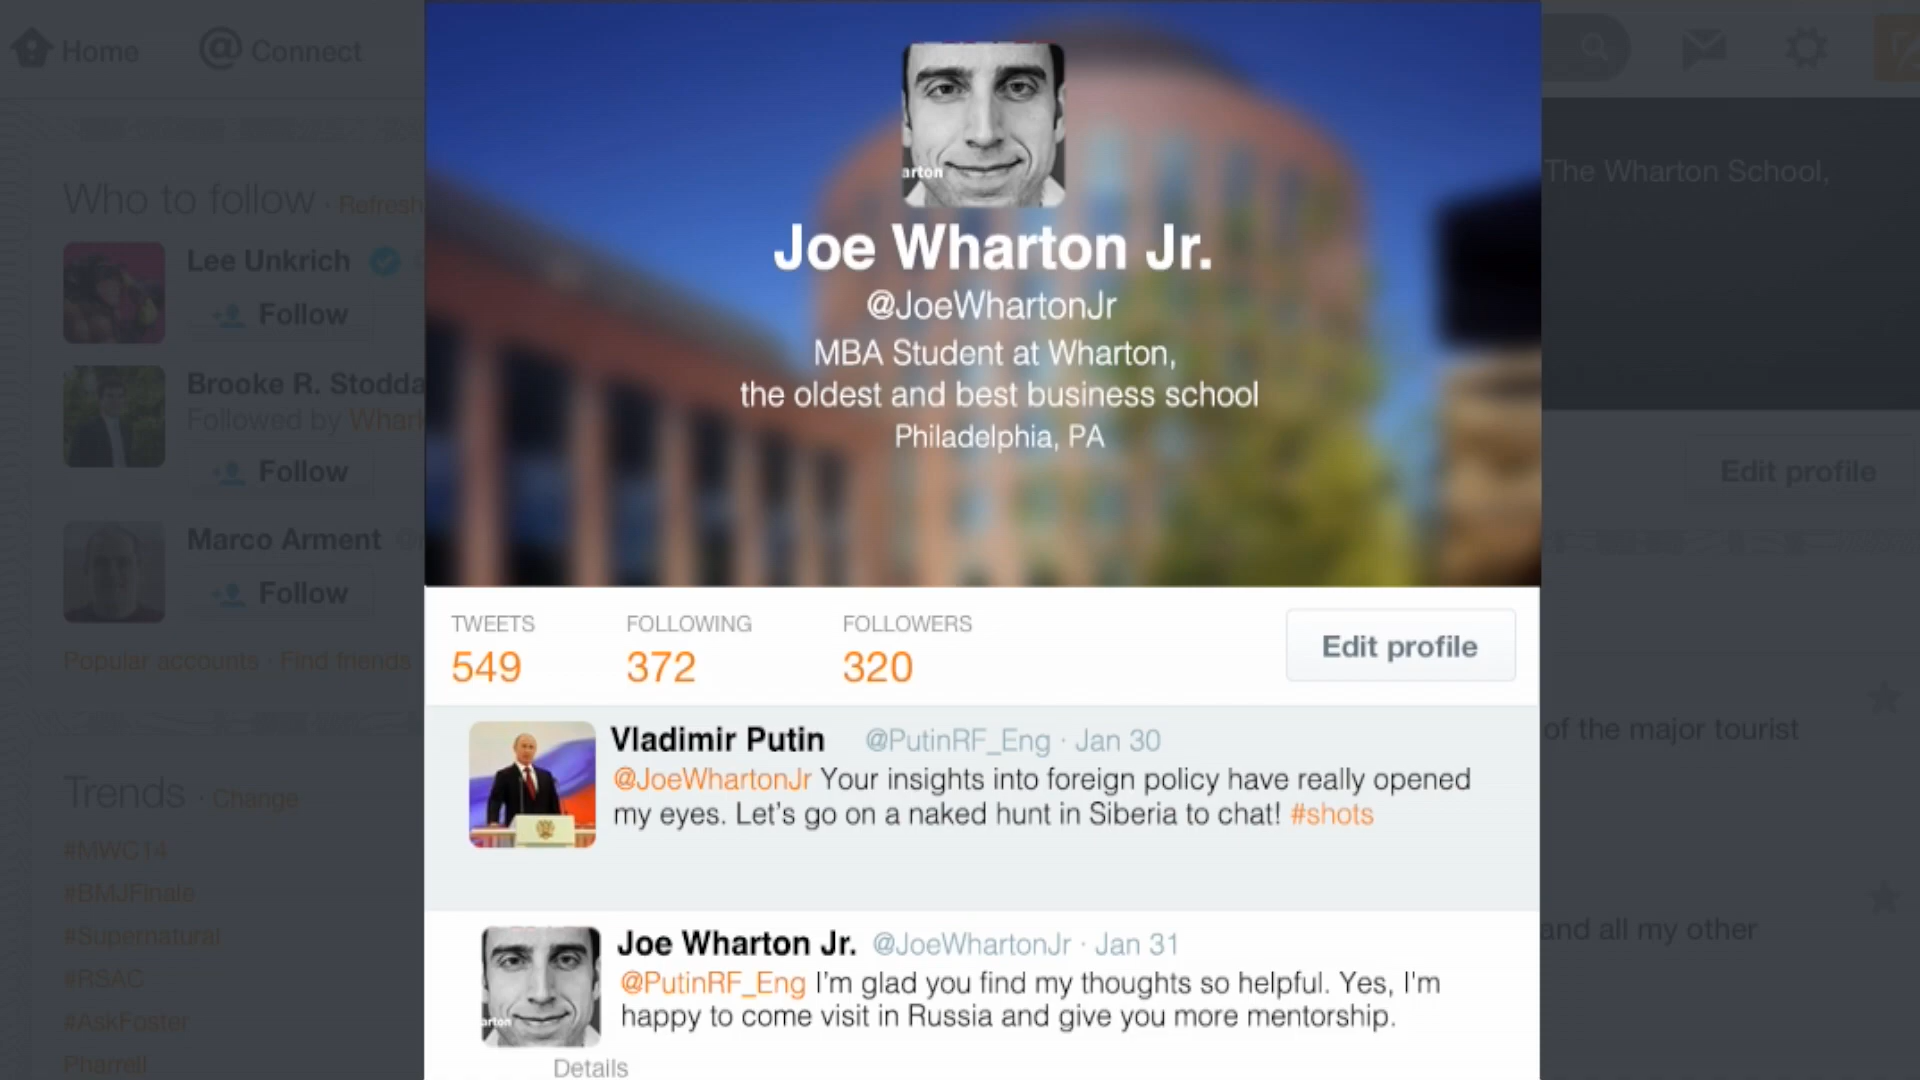 Home
Connect
The Wharton School,
Who to follow · Refresh
Lee Unkrich
Follow
Brooke R. Stodda
Followed by Whar
Follow
Marco Arment
Follow
Popular accounts · Find friends
Trends · Change
#MWC14
#BMJFinale
#Supernatural
#RSAC
#AskFoster
Pharrell
arton
Joe Wharton Jr.
@JoeWhartonJr
MBA Student at Wharton,
the oldest and best business school
Philadelphia, PA
TWEETS
549
FOLLOWING
372
FOLLOWERS
320
Edit profile
Vladimir Putin @PutinRF_Eng · Jan 30
@JoeWhartonJr Your insights into foreign policy have really opened
my eyes. Let's go on a naked hunt in Siberia to chat! #shots
arton
Joe Wharton Jr. @JoeWhartonJr · Jan 31
@PutinRF_Eng I'm glad you find my thoughts so helpful. Yes, I'm
happy to come visit in Russia and give you more mentorship.
Details
Edit profile
of the major tourist
and all my other